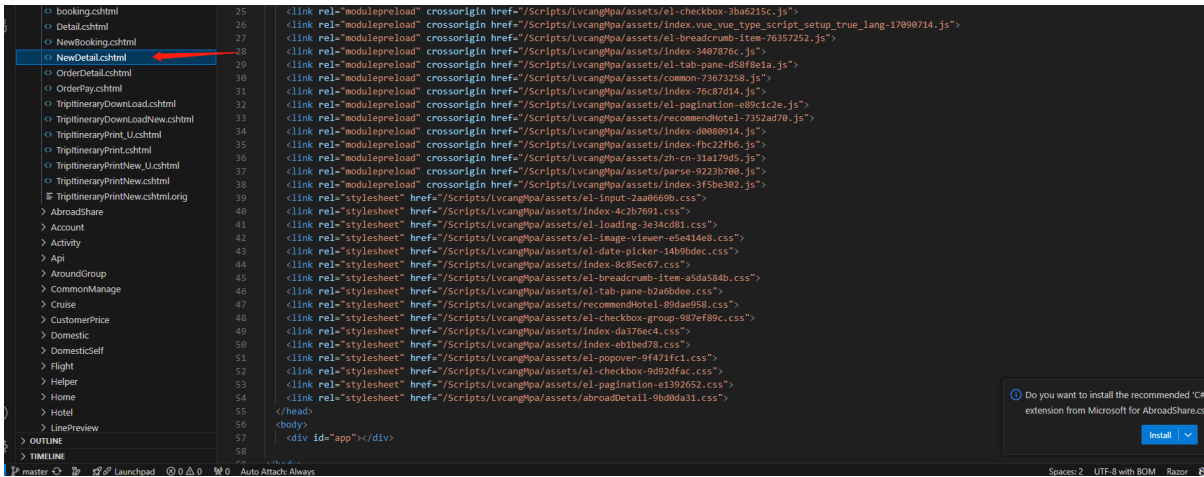 booking.cshtml
Detail.cshtml
NewBooking.cshtml
NewDetail.cshtml
OrderDetail.cshtml
OrderPay.cshtml
TripItineraryDownLoad.cshtml
TripItineraryDownLoadNew.cshtml
TripItineraryPrint_U.cshtml
TripItineraryPrint.cshtml
TripItineraryPrintNew_U.cshtml
TripItineraryPrintNew.cshtml
TripItineraryPrintNew.cshtml.orig
AbroadShare
Account
Activity
Api
AroundGroup
CommonManage
Cruise
CustomerPrice
Domestic
DomesticSelf
Flight
Helper
Home
Hotel
LinePreview
OUTLINE
TIMELINE
25 <link rel="modulepreload" crossorigin href="/Scripts/LvcangMpa/assets/el-checkbox-3ba6215c.js">
26 <link rel="modulepreload" crossorigin href="/Scripts/LvcangMpa/assets/index.vue_vue_type_script_setup_true_lang-17090714.js">
27 <link rel="modulepreload" crossorigin href="/Scripts/LvcangMpa/assets/el-breadcrumb-item-76357252.js">
28 <link rel="modulepreload" crossorigin href="/Scripts/LvcangMpa/assets/index-3407876c.js">
29 <link rel="modulepreload" crossorigin href="/Scripts/LvcangMpa/assets/el-tab-pane-d58f8e1a.js">
30 <link rel="modulepreload" crossorigin href="/Scripts/LvcangMpa/assets/common-73673258.js">
31 <link rel="modulepreload" crossorigin href="/Scripts/LvcangMpa/assets/index-76c87d14.js">
32 <link rel="modulepreload" crossorigin href="/Scripts/LvcangMpa/assets/el-pagination-e89c1c2e.js">
33 <link rel="modulepreload" crossorigin href="/Scripts/LvcangMpa/assets/recommendHotel-7352ad70.js">
34 <link rel="modulepreload" crossorigin href="/Scripts/LvcangMpa/assets/index-d0080914.js">
35 <link rel="modulepreload" crossorigin href="/Scripts/LvcangMpa/assets/index-fbc22fb6.js">
36 <link rel="modulepreload" crossorigin href="/Scripts/LvcangMpa/assets/zh-cn-31a179d5.js">
37 <link rel="modulepreload" crossorigin href="/Scripts/LvcangMpa/assets/parse-9223b700.js">
38 <link rel="modulepreload" crossorigin href="/Scripts/LvcangMpa/assets/index-3f5be302.js">
39 <link rel="stylesheet" href="/Scripts/LvcangMpa/assets/el-input-2aa0669b.css">
40 <link rel="stylesheet" href="/Scripts/LvcangMpa/assets/index-4c2b7691.css">
41 <link rel="stylesheet" href="/Scripts/LvcangMpa/assets/el-loading-3e34cd81.css">
42 <link rel="stylesheet" href="/Scripts/LvcangMpa/assets/el-image-viewer-e5e414e8.css">
43 <link rel="stylesheet" href="/Scripts/LvcangMpa/assets/el-date-picker-14b9bdec.css">
44 <link rel="stylesheet" href="/Scripts/LvcangMpa/assets/index-8c85ec67.css">
45 <link rel="stylesheet" href="/Scripts/LvcangMpa/assets/el-breadcrumb-item-a5da584b.css">
46 <link rel="stylesheet" href="/Scripts/LvcangMpa/assets/el-tab-pane-b2a6bdee.css">
47 <link rel="stylesheet" href="/Scripts/LvcangMpa/assets/recommendHotel-89dae958.css">
48 <link rel="stylesheet" href="/Scripts/LvcangMpa/assets/el-checkbox-group-987ef89c.css">
49 <link rel="stylesheet" href="/Scripts/LvcangMpa/assets/index-da376ec4.css">
50 <link rel="stylesheet" href="/Scripts/LvcangMpa/assets/index-eb1bed78.css">
51 <link rel="stylesheet" href="/Scripts/LvcangMpa/assets/el-popover-9f471fc1.css">
52 <link rel="stylesheet" href="/Scripts/LvcangMpa/assets/el-checkbox-9d92dfac.css">
53 <link rel="stylesheet" href="/Scripts/LvcangMpa/assets/el-pagination-e1392652.css">
54 <link rel="stylesheet" href="/Scripts/LvcangMpa/assets/abroadDetail-9bd0da31.css">
55 </head>
56 <body>
57 <div id="app"></div>
58
Do you want to install the recommended 'C#
extension from Microsoft for AbroadShare.cs
Install
master Launchpad 0 0 0 Auto Attach: Always Spaces: 2 UTF-8 with BOM Razor